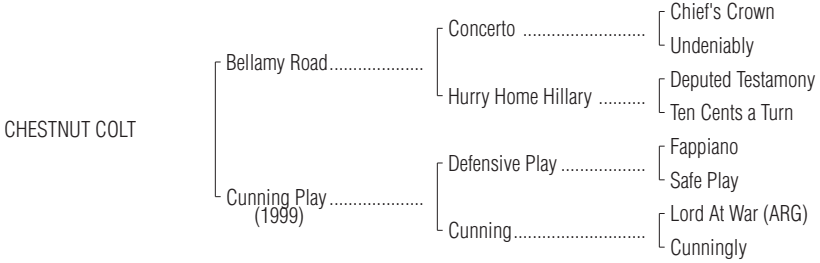 Chief's Crown
Concerto ..........................
Undeniably
Bellamy Road....................
Deputed Testamony
Hurry Home Hillary ..........
Ten Cents a Turn
CHESTNUT COLT
Fappiano
Defensive Play ..................
Safe Play
Cunning Play....................
(1999)
Lord At War (ARG)
Cunning............................
Cunningly